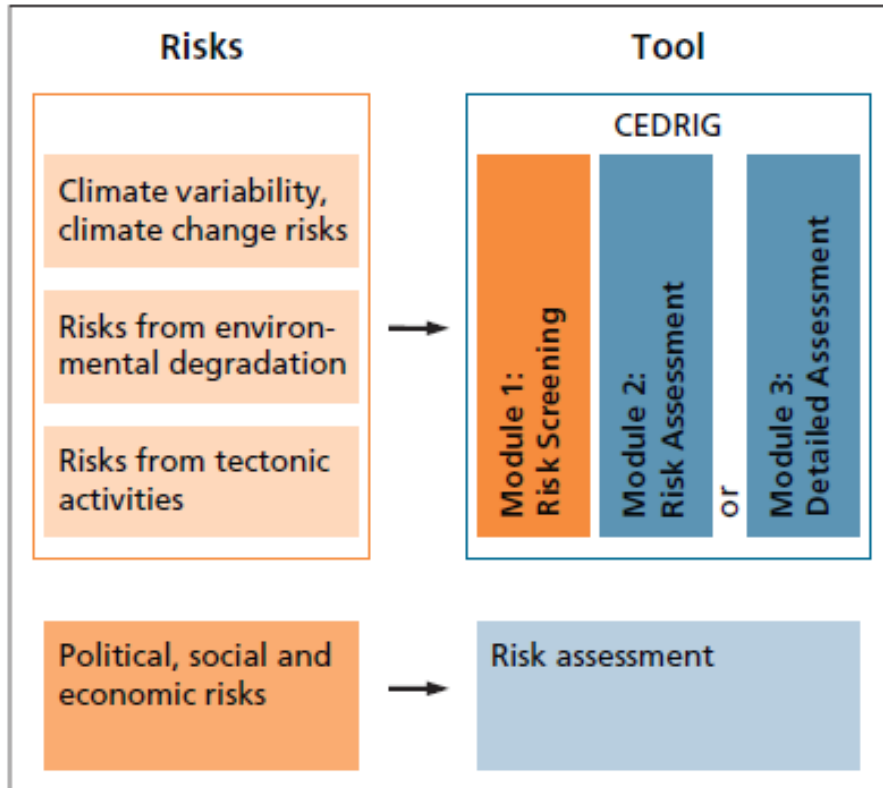 Risks
Tool
Climate variability,
climate change risks
Risks from environ-
mental degradation
Risks from tectonic
activities
CEDRIG
Module 1:
Risk Screening
Module 2:
Risk Assessment
or
Module 3:
Detailed Assessment
Political, social and
economic risks
Risk assessment